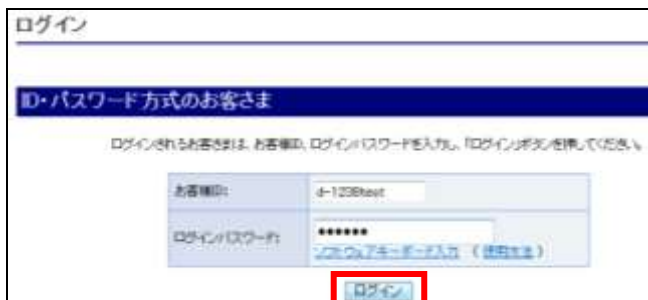 ログイン
ID・パスワード方式のお客さま
ログインされるお客さまは、お客様ID、ログインパスワードを入力し、「ログイン」ボタンを押してください。
お客様ID:
d-1238test
ログインパスワード:
••••••
ソフトウェアキーボード入力 (使用方法)
ログイン